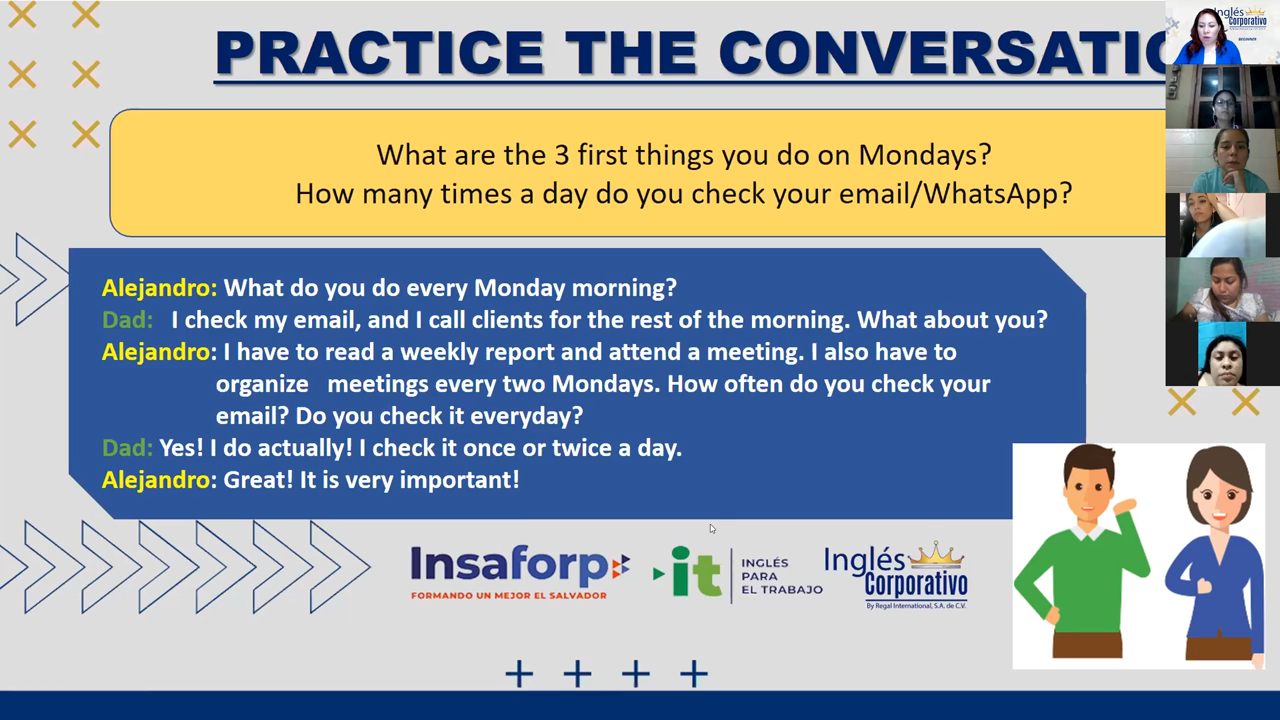 PRACTICE THE CONVERSATIO
What are the 3 first things you do on Mondays?
How many times a day do you check your email/WhatsApp?
Alejandro: What do you do every Monday morning?
Dad: I check my email, and I call clients for the rest of the morning. What about you?
Alejandro: I have to read a weekly report and attend a meeting. I also have to
organize meetings every two Mondays. How often do you check your
email? Do you check it everyday?
Dad: Yes! I do actually! I check it once or twice a day.
Alejandro: Great! It is very important!
Insaforp
FORMANDO UN MEJOR EL SALVADOR
it
INGLÉS
PARA
EL TRABAJO
Inglés
Corporativo
By Regal International, S.A. de C.V.
Inglés
Corporativo